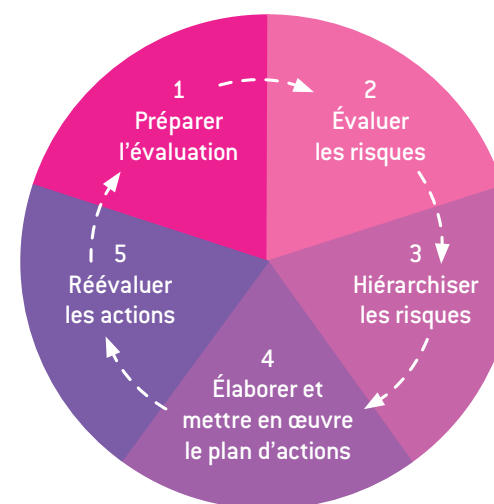 1
Préparer
l’évaluation
2
Évaluer
les risques
3
Hiérarchiser
les risques
4
Élaborer et
mettre en œuvre
le plan d’actions
5
Réévaluer
les actions